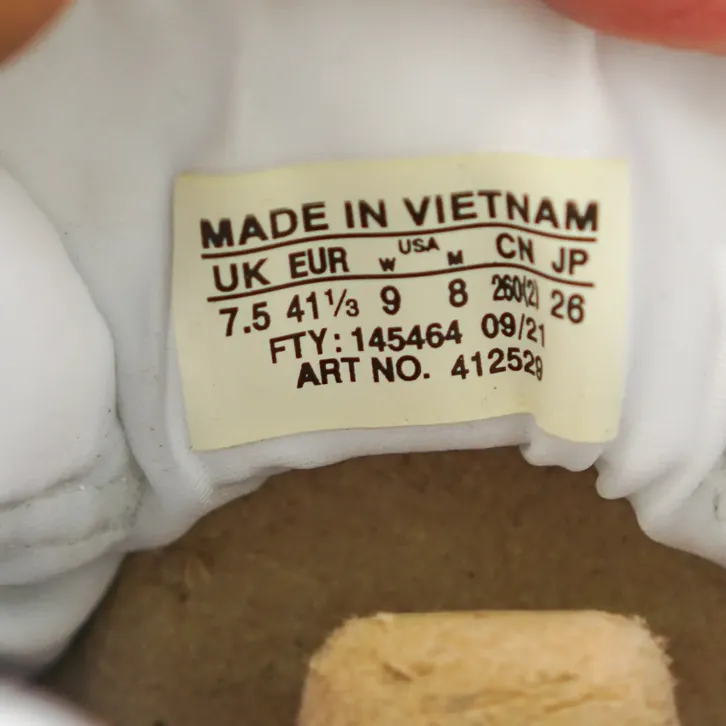 MADE IN VIETNAM
UK EUR W USA M CN JP
7.5 41⅓ 9 8 260(2) 26
FTY: 145464 09/21
ART NO. 412529